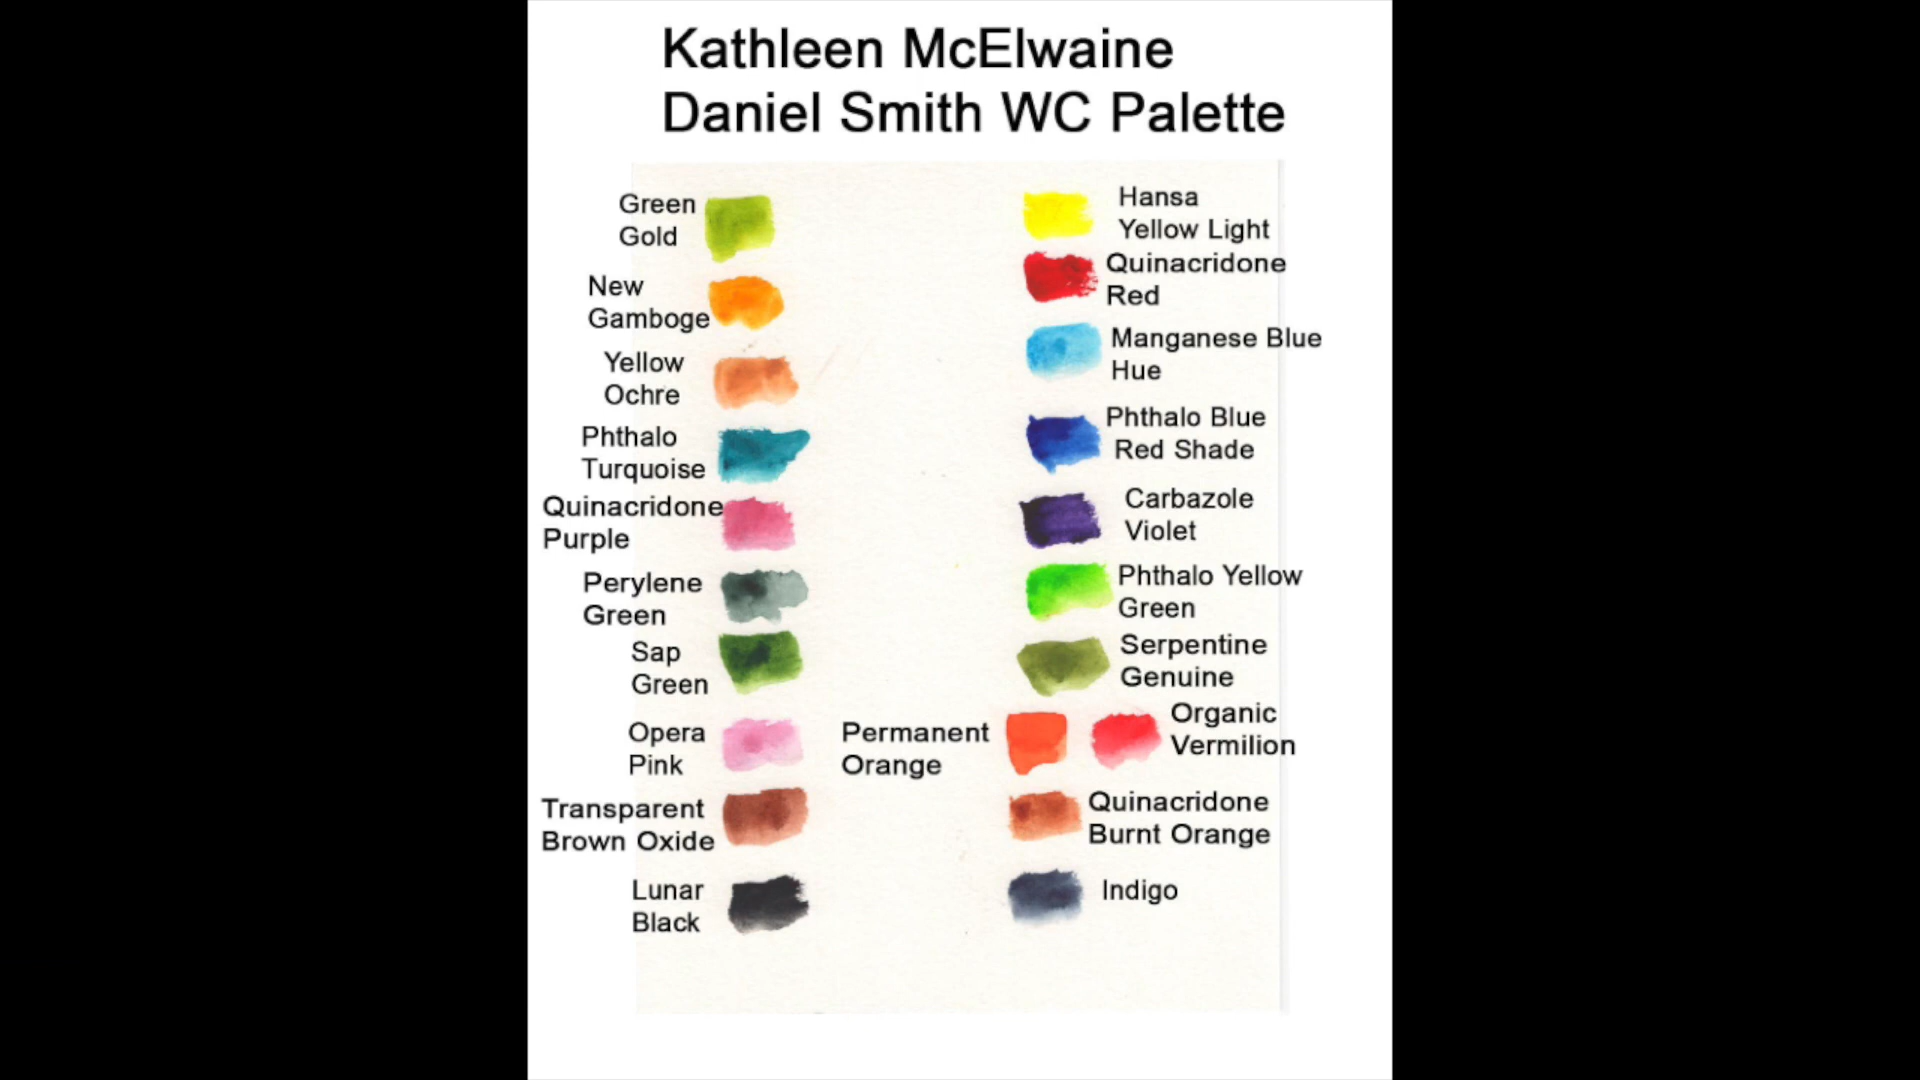 Kathleen McElwaine
Daniel Smith WC Palette
Green
Gold
New
Gamboge
Yellow
Ochre
Phthalo
Turquoise
Quinacridone
Purple
Perylene
Green
Sap
Green
Opera
Pink
Transparent
Brown Oxide
Lunar
Black
Hansa
Yellow Light
Quinacridone
Red
Manganese Blue
Hue
Phthalo Blue
Red Shade
Carbazole
Violet
Phthalo Yellow
Green
Serpentine
Genuine
Permanent
Orange
Organic
Vermilion
Quinacridone
Burnt Orange
Indigo